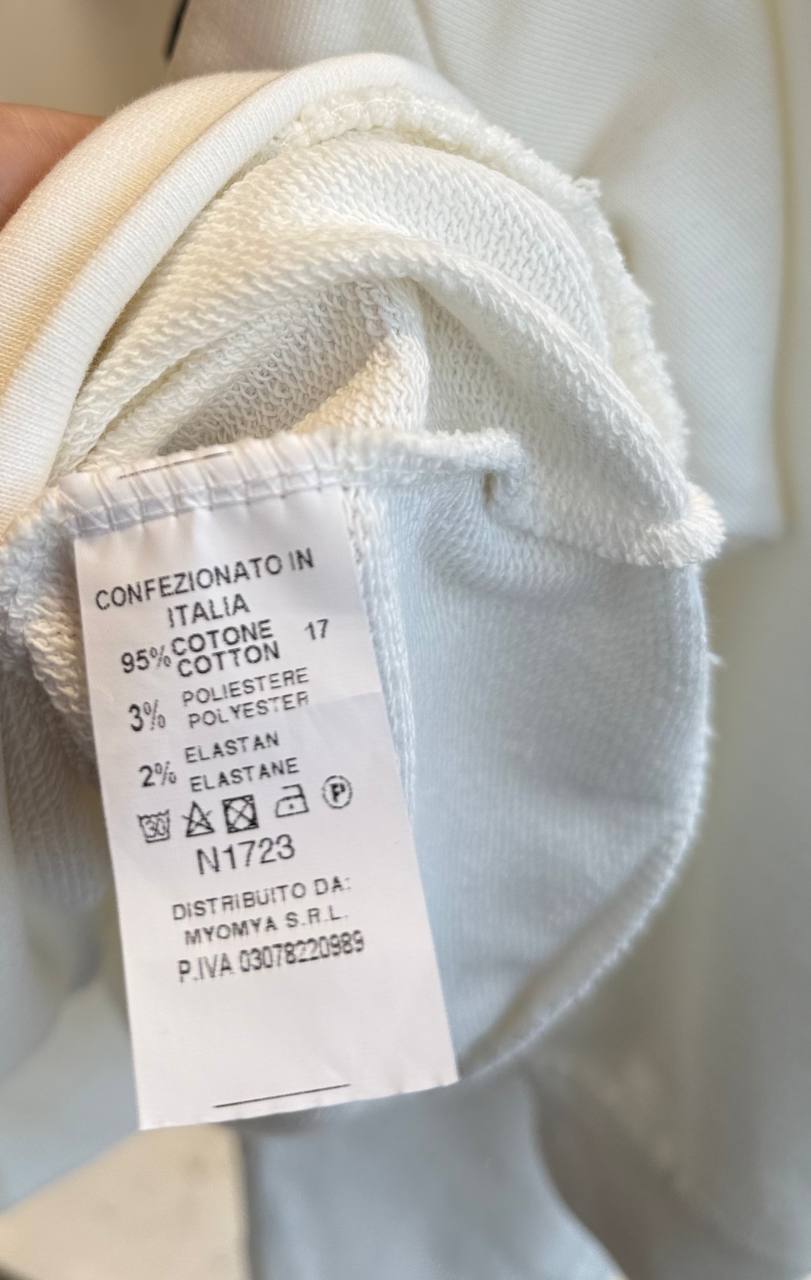 CONFEZIONATO IN
ITALIA
95% COTONE 17
COTTON
3% POLIESTERE
POLYESTER
2% ELASTAN
ELASTANE
30 P
N1723
DISTRIBUITO DA:
MYOMYA S.R.L.
P.IVA 03078220989